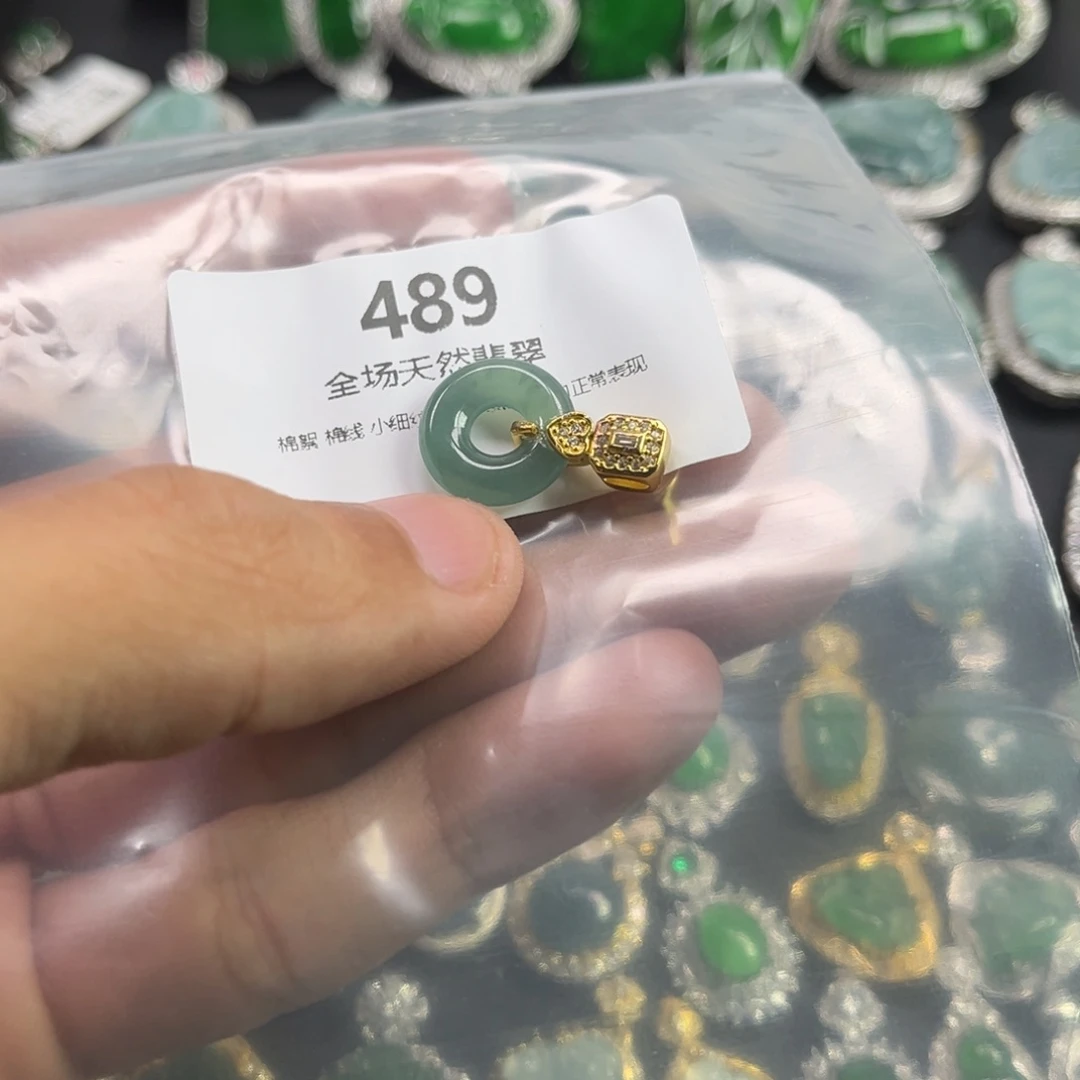 489
全场天然翡翠
棉絮 棉线 小细 正常表现